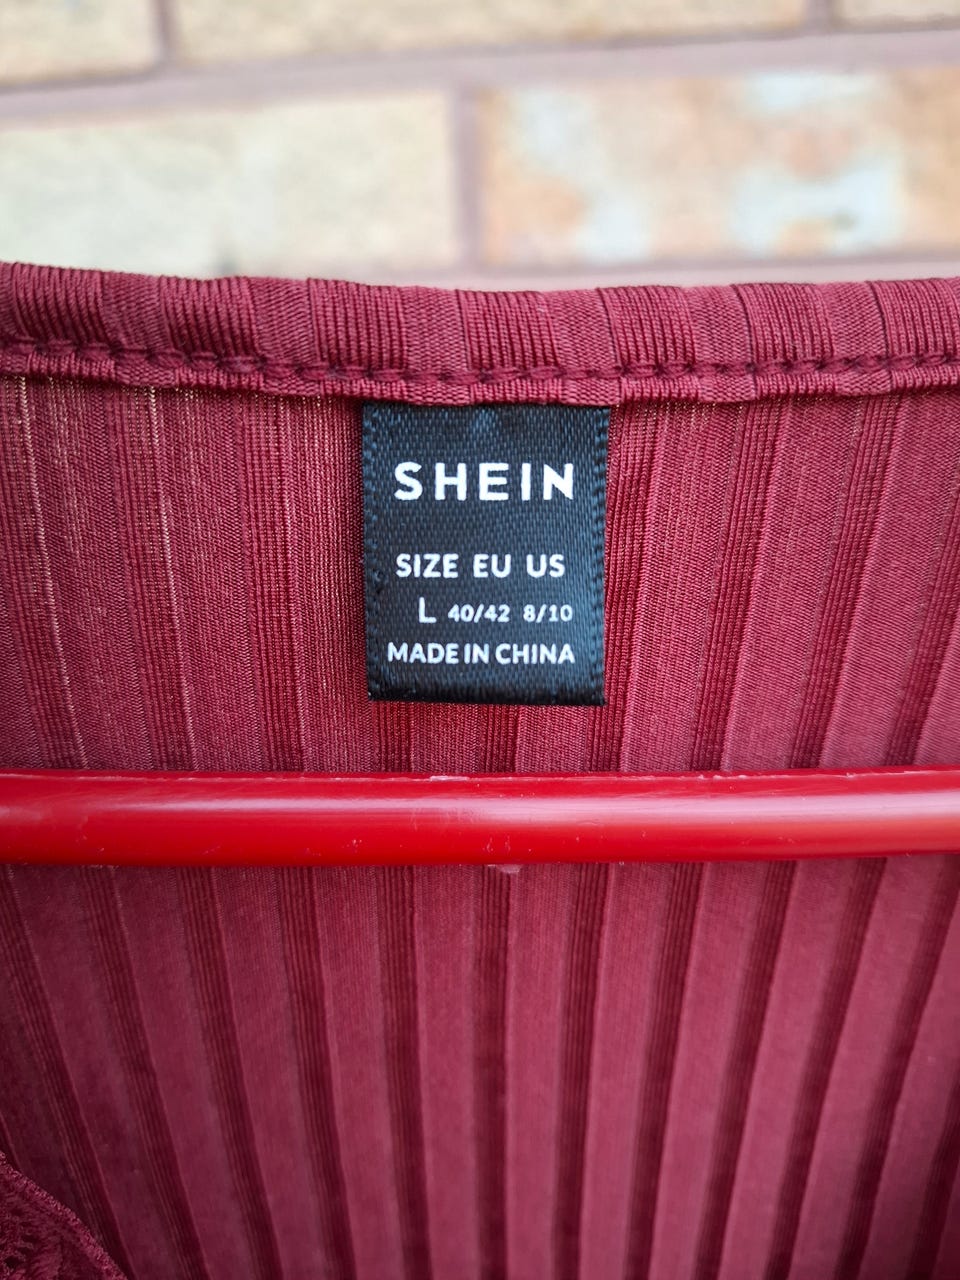 SHEIN
SIZE EU US
L 40/42 8/10
MADE IN CHINA